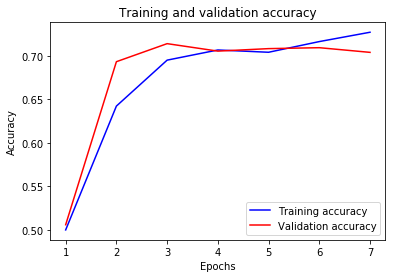 Training and validation accuracy
Accuracy
0.70
0.65
0.60
0.55
0.50
Training accuracy
Validation accuracy
1 2 3 4 5 6 7
Epochs